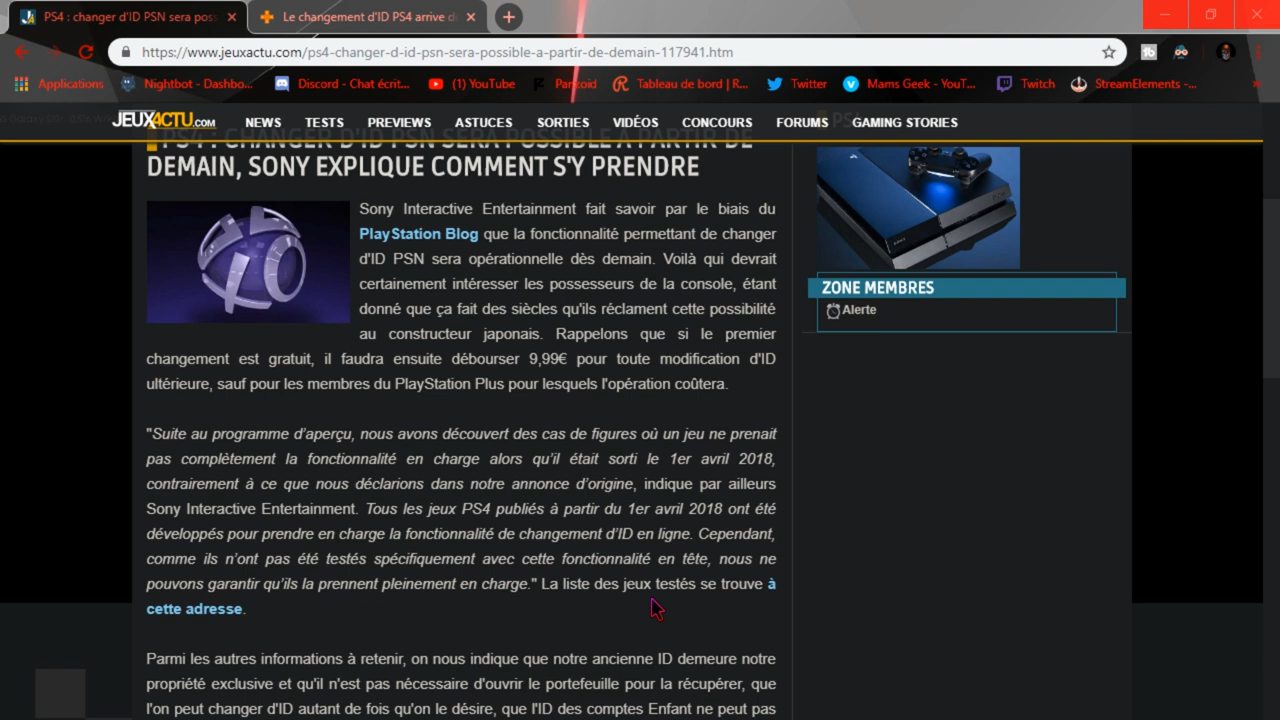 PS4 : changer d'ID PSN sera poss
Le changement d'ID PS4 arrive d
https://www.jeuxactu.com/ps4-changer-d-id-psn-sera-possible-a-partir-de-demain-117941.htm
Applications
Nightbot - Dashbo...
Discord - Chat écrit...
(1) YouTube
Tableau de bord | R...
Twitter
Mams Geek - YouT...
Twitch
StreamElements -...
JEUXACTU.COM
NEWS TESTS PREVIEWS ASTUCES SORTIES VIDÉOS CONCOURS FORUMS GAMING STORIES
PS4 : CHANGER D'ID PSN SERA POSSIBLE À PARTIR DE
DEMAIN, SONY EXPLIQUE COMMENT S'Y PRENDRE
Sony Interactive Entertainment fait savoir par le biais du
PlayStation Blog que la fonctionnalité permettant de changer
d'ID PSN sera opérationnelle dès demain. Voilà qui devrait
certainement intéresser les possesseurs de la console, étant
donné que ça fait des siècles qu'ils réclament cette possibilité
au constructeur japonais. Rappelons que si le premier
changement est gratuit, il faudra ensuite débourser 9,99€ pour toute modification d'ID
ultérieure, sauf pour les membres du PlayStation Plus pour lesquels l'opération coûtera.
"Suite au programme d'aperçu, nous avons découvert des cas de figures où un jeu ne prenait
pas complètement la fonctionnalité en charge alors qu'il était sorti le 1er avril 2018,
contrairement à ce que nous déclarions dans notre annonce d'origine, indique par ailleurs
Sony Interactive Entertainment. Tous les jeux PS4 publiés à partir du 1er avril 2018 ont été
développés pour prendre en charge la fonctionnalité de changement d'ID en ligne. Cependant,
comme ils n'ont pas été testés spécifiquement avec cette fonctionnalité en tête, nous ne
pouvons garantir qu'ils la prennent pleinement en charge." La liste des jeux testés se trouve à
cette adresse.
Parmi les autres informations à retenir, on nous indique que notre ancienne ID demeure notre
propriété exclusive et qu'il n'est pas nécessaire d'ouvrir le portefeuille pour la récupérer, que
l'on peut changer d'ID autant de fois qu'on le désire, que l'ID des comptes Enfant ne peut pas
ZONE MEMBRES
Alerte